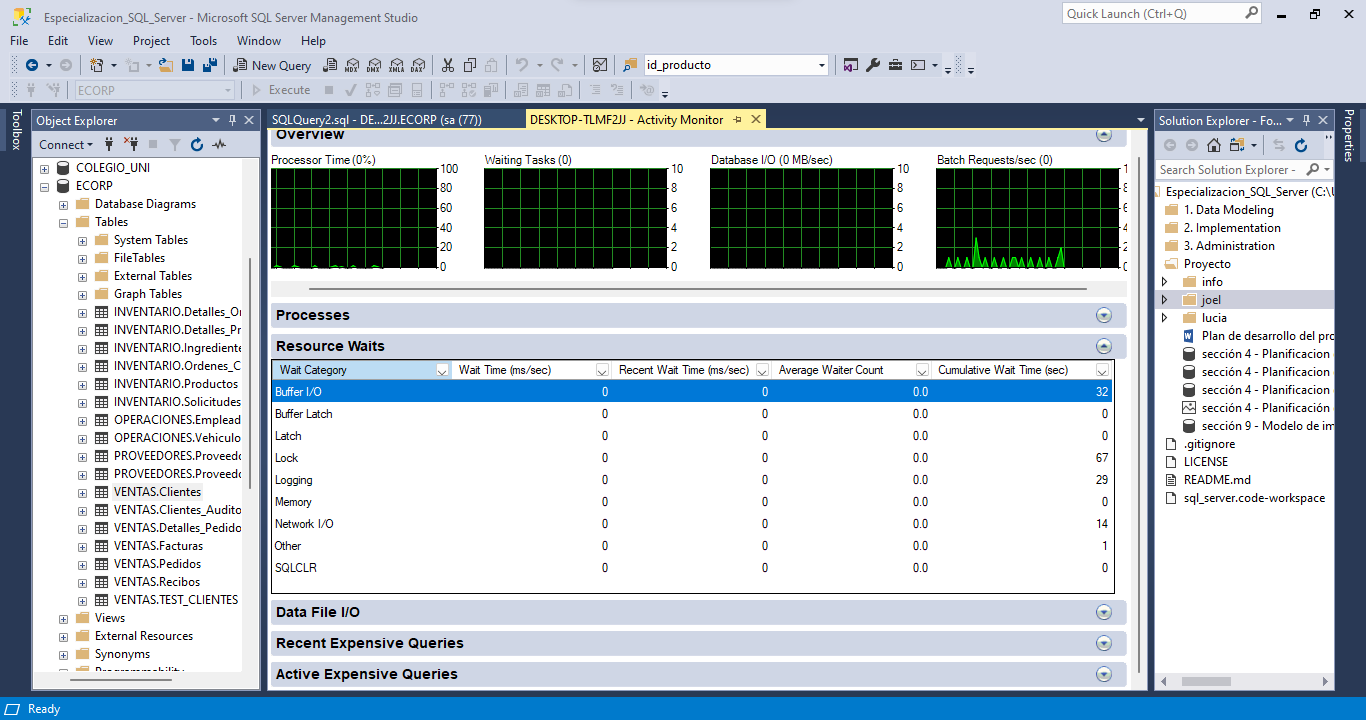 Especializacion_SQL_Server - Microsoft SQL Server Management Studio
Quick Launch (Ctrl+Q)
File Edit View Project Tools Window Help
New Query MDX DMX XMLA DAX id_producto
ECORP Execute
Toolbox
Object Explorer
Connect
COLEGIO_UNI
ECORP
Database Diagrams
Tables
System Tables
FileTables
External Tables
Graph Tables
INVENTARIO.Detalles_Or
INVENTARIO.Detalles_Pr
INVENTARIO.Ingrediente
INVENTARIO.Ordenes_C
INVENTARIO.Productos
INVENTARIO.Solicitudes
OPERACIONES.Emplead
OPERACIONES.Vehiculo
PROVEEDORES.Proveedo
PROVEEDORES.Proveedo
VENTAS.Clientes
VENTAS.Clientes_Audito
VENTAS.Detalles_Pedido
VENTAS.Facturas
VENTAS.Pedidos
VENTAS.Recibos
VENTAS.TEST_CLIENTES
Views
External Resources
Synonyms
Programmability
SQLQuery2.sql - DE...2JJ.ECORP (sa (77))
DESKTOP-TLMF2JJ - Activity Monitor
Overview
Processor Time (0%)
100
80
60
40
20
0
Waiting Tasks (0)
10
8
6
4
2
0
Database I/O (0 MB/sec)
10
8
6
4
2
0
Batch Requests/sec (0)
Processes
Resource Waits
Wait Category Wait Time (ms/sec) Recent Wait Time (ms/sec) Average Waiter Count Cumulative Wait Time (sec)
Buffer I/O 0 0 0.0 32
Buffer Latch 0 0 0.0 0
Latch 0 0 0.0 0
Lock 0 0 0.0 67
Logging 0 0 0.0 29
Memory 0 0 0.0 0
Network I/O 0 0 0.0 14
Other 0 0 0.0 1
SQLCLR 0 0 0.0 0
Data File I/O
Recent Expensive Queries
Active Expensive Queries
Solution Explorer - Fo...
Search Solution Explorer -
Especializacion_SQL_Server (C:\U
1. Data Modeling
2. Implementation
3. Administration
Proyecto
info
joel
lucia
Plan de desarrollo del pro
sección 4 - Planificacion
sección 4 - Planificación
sección 4 - Planificación
sección 4 - Planificación
sección 9 - Modelo de im
.gitignore
LICENSE
README.md
sql_server.code-workspace
Properties
Ready